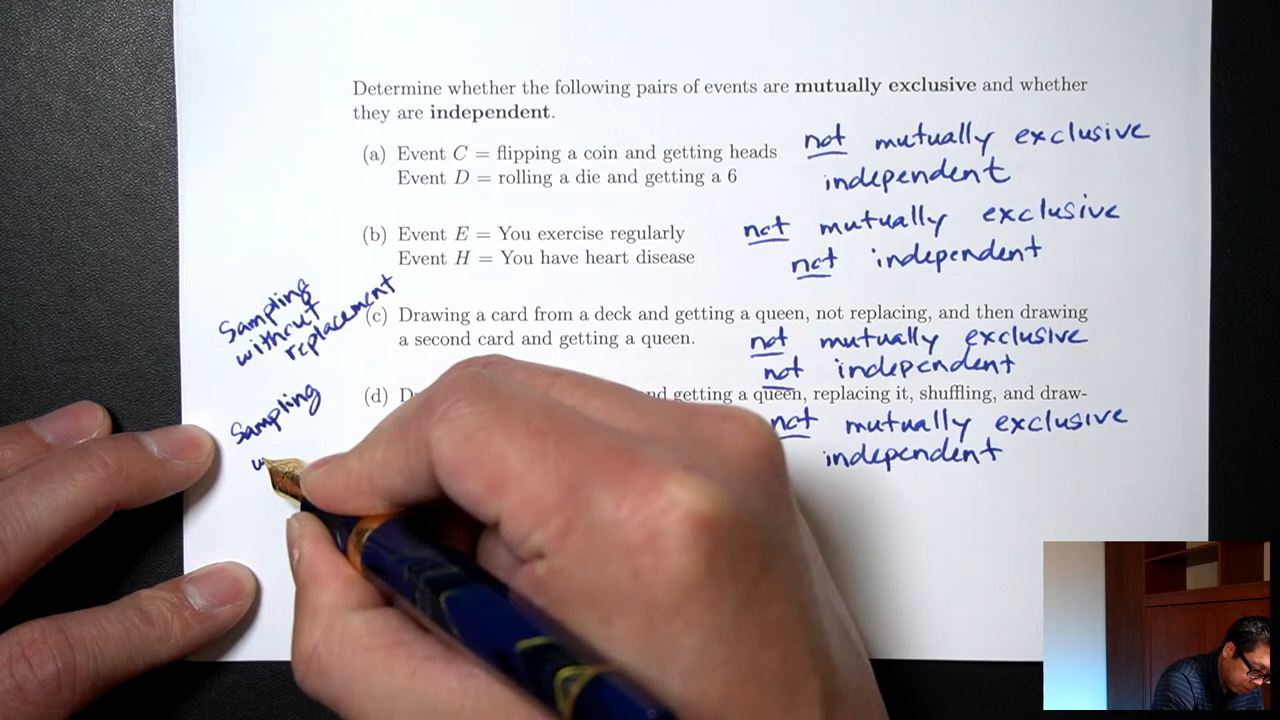 Determine whether the following pairs of events are mutually exclusive and whether
they are independent.
(a) Event C = flipping a coin and getting heads
Event D = rolling a die and getting a 6
not mutually exclusive
independent
(b) Event E = You exercise regularly
Event H = You have heart disease
not mutually exclusive
not independent
Sampling
without
replacement
(c) Drawing a card from a deck and getting a queen, not replacing, and then drawing
a second card and getting a queen.
not mutually exclusive
not independent
(d) getting a queen, replacing it, shuffling, and draw-
not mutually exclusive
independent
Sampling